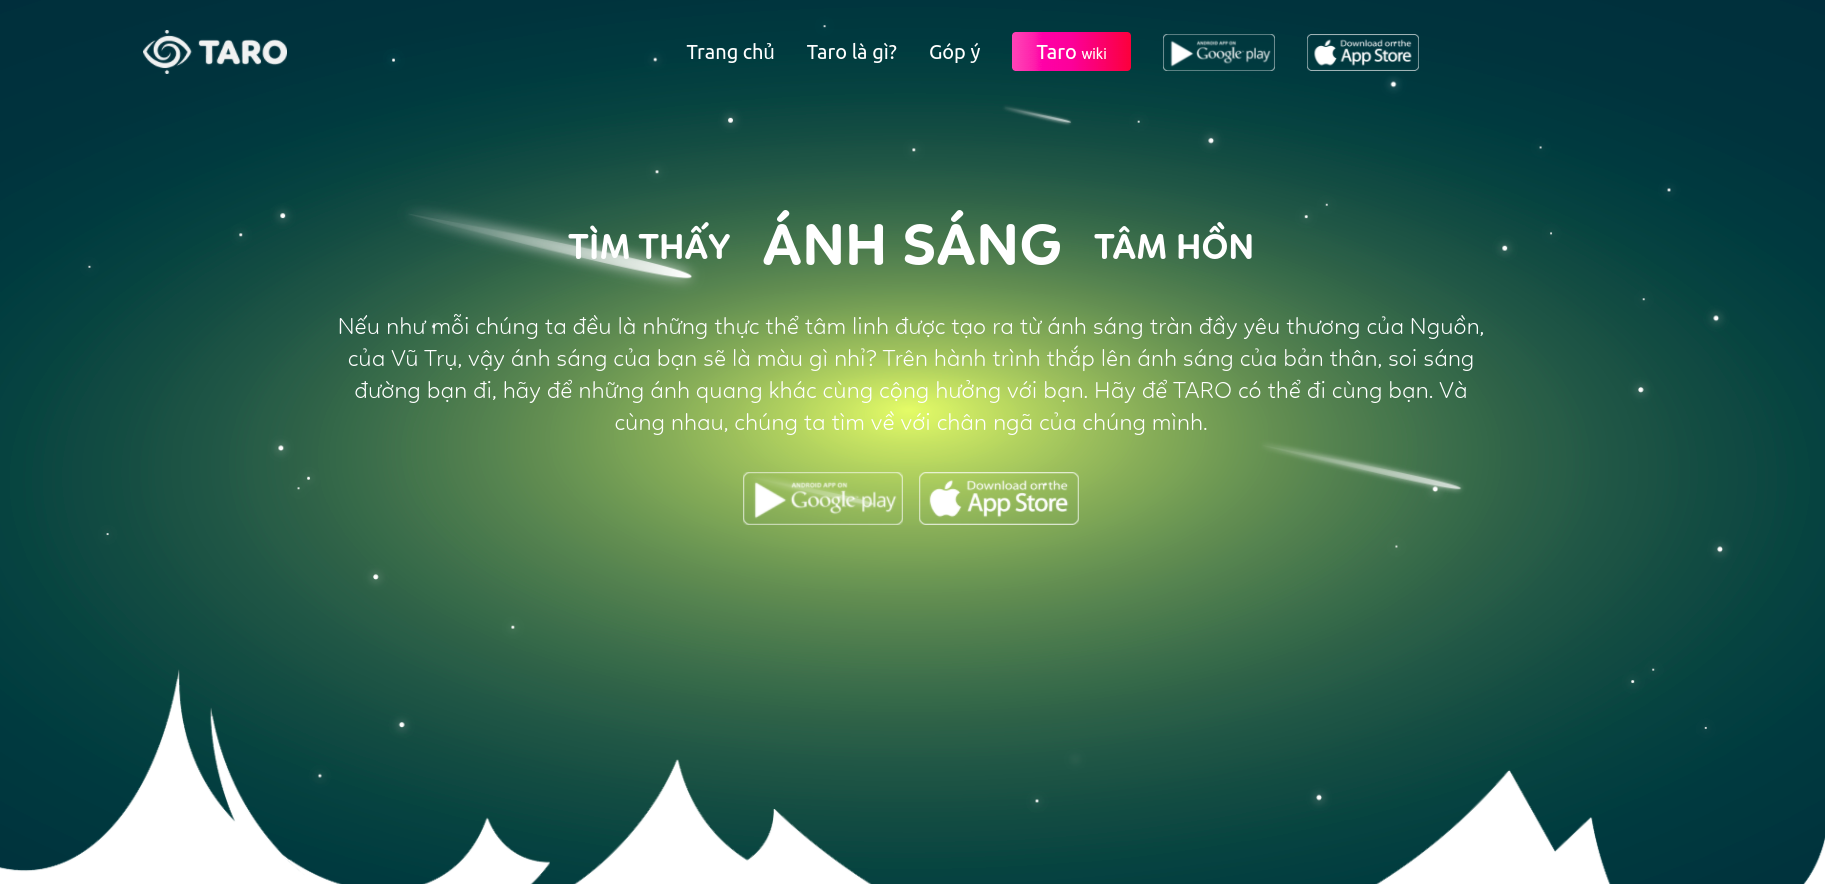 TARO
Trang chủ
Taro là gì?
Góp ý
Taro wiki
ANDROID APP ON
Google play
Download on the
App Store
TÌM THẤY ÁNH SÁNG TÂM HỒN
Nếu như mỗi chúng ta đều là những thực thể tâm linh được tạo ra từ ánh sáng tràn đầy yêu thương của Nguồn,
của Vũ Trụ, vậy ánh sáng của bạn sẽ là màu gì nhỉ? Trên hành trình thắp lên ánh sáng của bản thân, soi sáng
đường bạn đi, hãy để những ánh quang khác cùng cộng hưởng với bạn. Hãy để TARO có thể đi cùng bạn. Và
cùng nhau, chúng ta tìm về với chân ngã của chúng mình.
ANDROID APP ON
Google play
Download on the
App Store